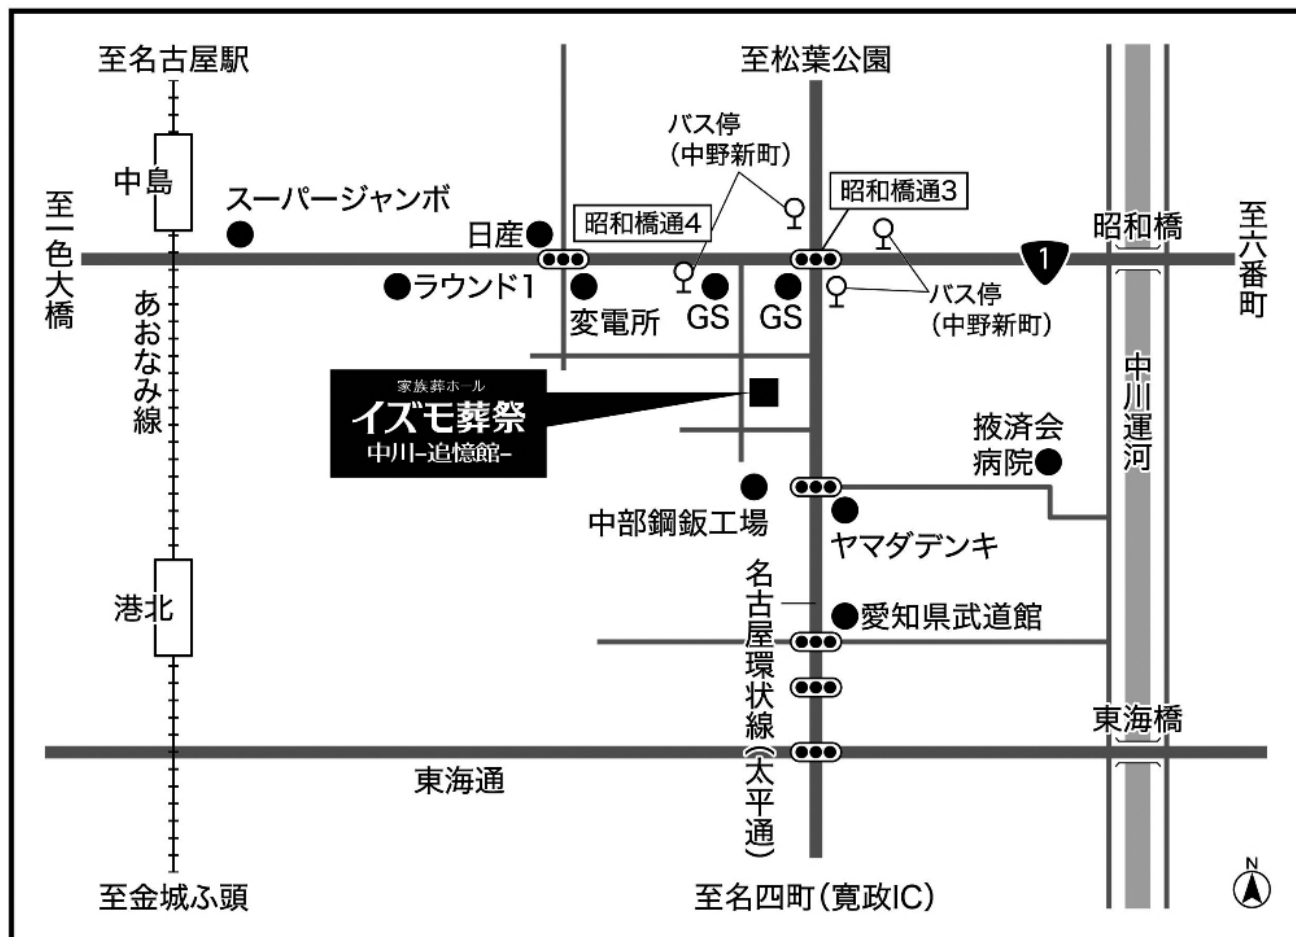 至名古屋駅
至松葉公園
バス停
(中野新町)
中島
スーパージャンボ
昭和橋通3
至一色大橋
日産
昭和橋通4
昭和橋
至六番町
1
ラウンド1
変電所
GS
GS
バス停
(中野新町)
あおなみ線
家族葬ホール
イズモ葬祭
中川-追憶館-
中川運河
掖済会
病院
中部鋼鈑工場
ヤマダデンキ
港北
名古屋環状線(太平通)
愛知県武道館
東海橋
東海通
至金城ふ頭
至名四町(寛政IC)
N